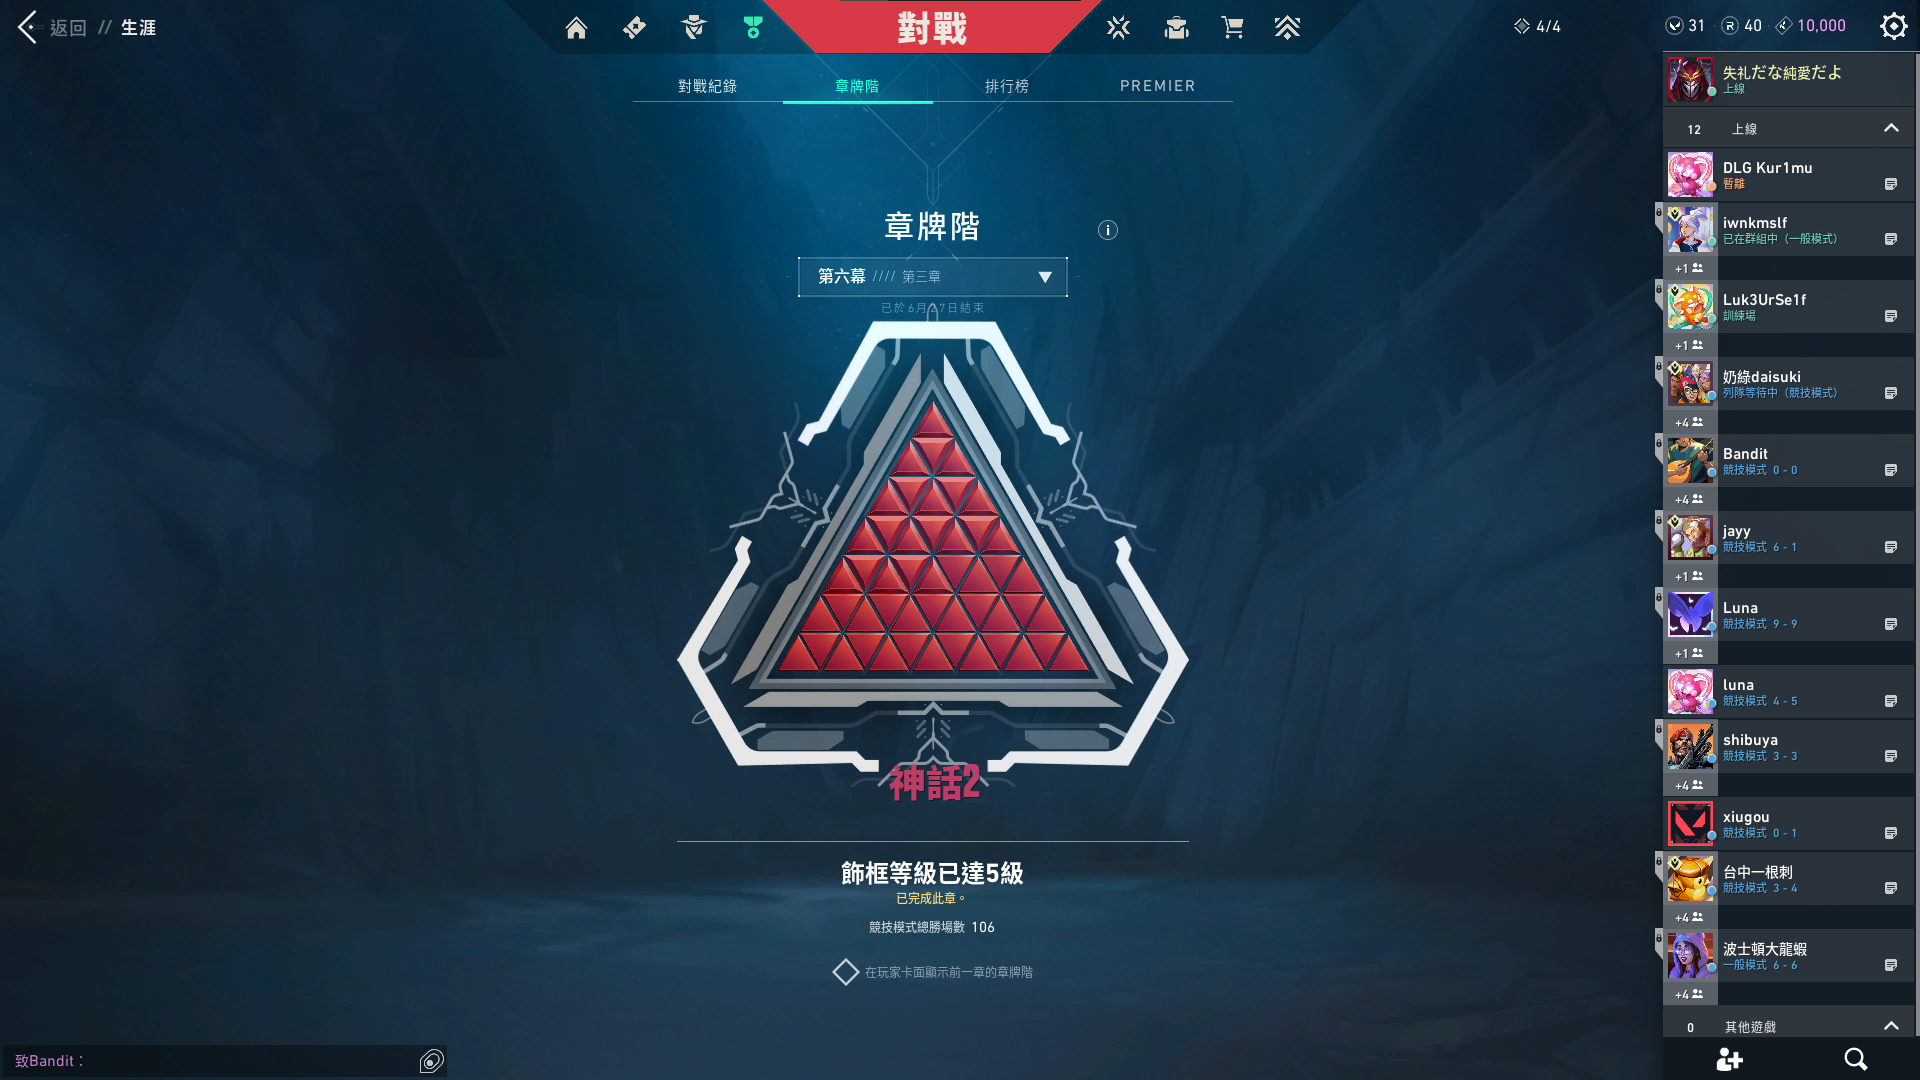 返回 // 生涯
對戰
4/4
31
40
10,000
對戰紀錄
章牌階
排行榜
PREMIER
章牌階
第六幕 //// 第三章
已於6月27日結束
神話2
飾框等級已達5級
已完成此章。
競技模式總勝場數 106
在玩家卡面顯示前一章的章牌階
致Bandit：
失礼だな純愛だよ
上線
12 上線
DLG Kur1mu
暫離
iwnkmslf
已在群組中（一般模式）
+1
Luk3UrSe1f
訓練場
+1
奶綠daisuki
列隊等待中（競技模式）
+4
Bandit
競技模式 0 - 0
+4
jayy
競技模式 6 - 1
+1
Luna
競技模式 9 - 9
+1
luna
競技模式 4 - 5
shibuya
競技模式 3 - 3
+4
xiugou
競技模式 0 - 1
台中一根刺
競技模式 3 - 4
+4
波士頓大龍蝦
一般模式 6 - 6
+4
0 其他遊戲